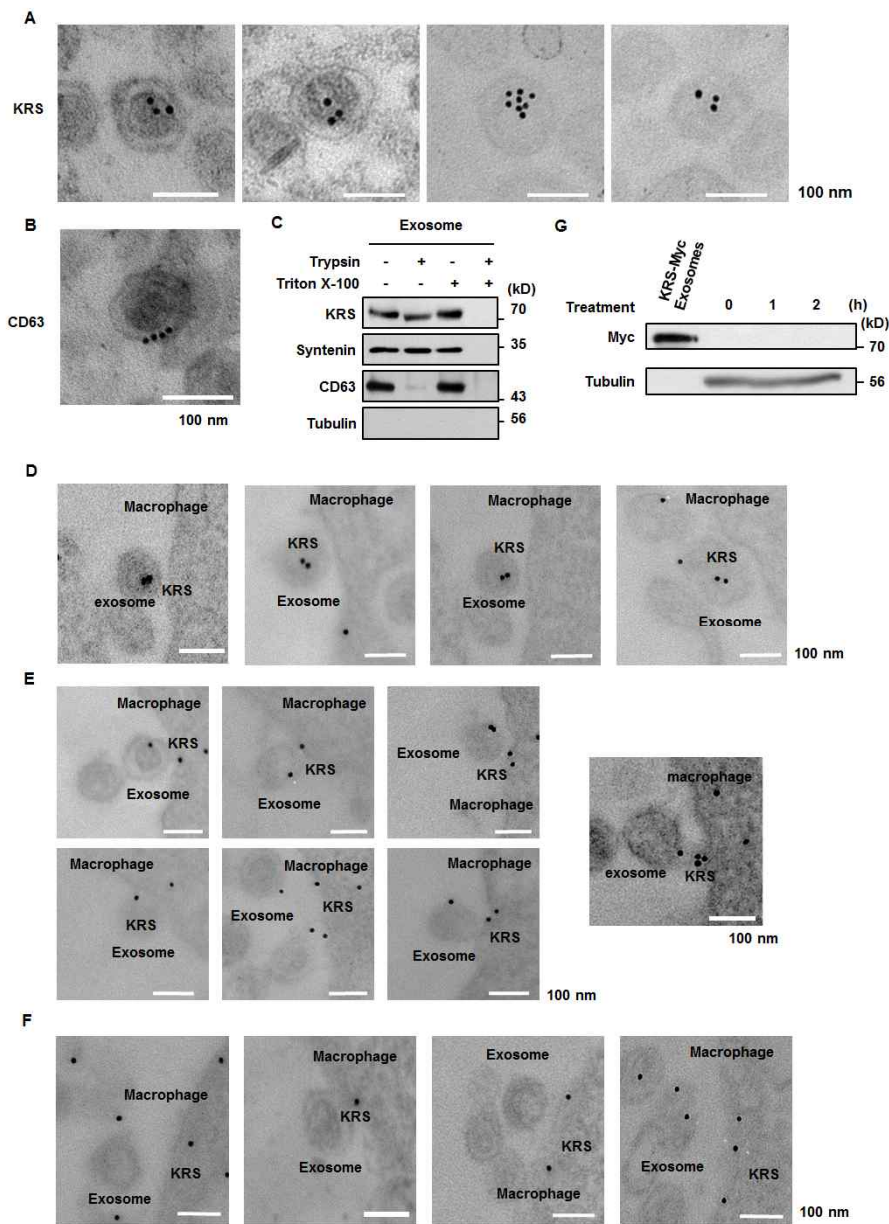 A
KRS
100 nm
B
CD63
100 nm
C
Exosome
Trypsin - + - +
Triton X-100 - - + + (kD)
KRS 70
Syntenin 35
CD63 43
Tubulin 56
G
KRS-Myc
Exosomes
Treatment 0 1 2 (h)
(kD)
Myc 70
Tubulin 56
D
Macrophage
exosome
KRS
Macrophage
KRS
Exosome
Macrophage
KRS
Exosome
Macrophage
KRS
Exosome
100 nm
E
Macrophage
KRS
Exosome
Macrophage
KRS
Exosome
Exosome
KRS
Macrophage
Macrophage
KRS
Exosome
Macrophage
KRS
Exosome
Macrophage
KRS
Exosome
100 nm
macrophage
exosome
KRS
100 nm
F
Macrophage
KRS
Exosome
Macrophage
KRS
Exosome
Exosome
KRS
Macrophage
Macrophage
Exosome
KRS
100 nm